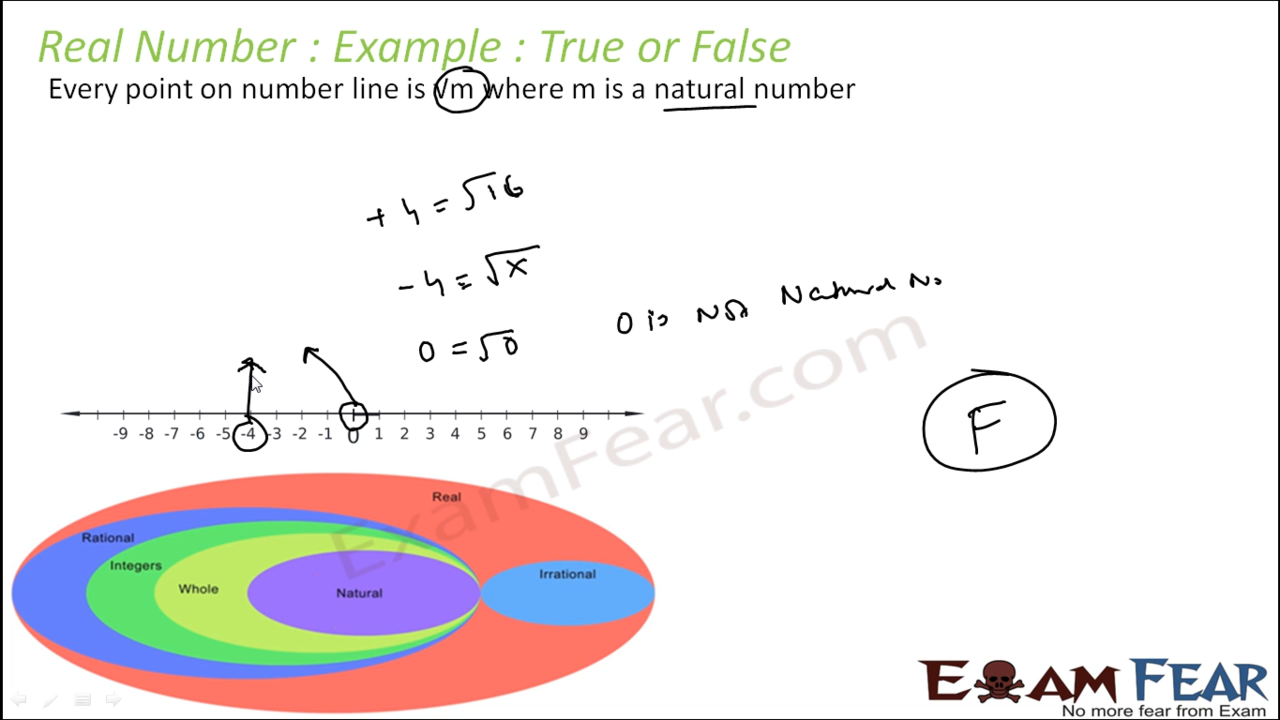 Real Number : Example : True or False
Every point on number line is √m where m is a natural number
+4 = √16
-4 = √x
0 = √0
0 is Not Natural No
F
-9 -8 -7 -6 -5 -4 -3 -2 -1 0 1 2 3 4 5 6 7 8 9
ExamFear.com
Real
Rational
Integers
Whole
Natural
Irrational
EXAM FEAR
No more fear from Exam